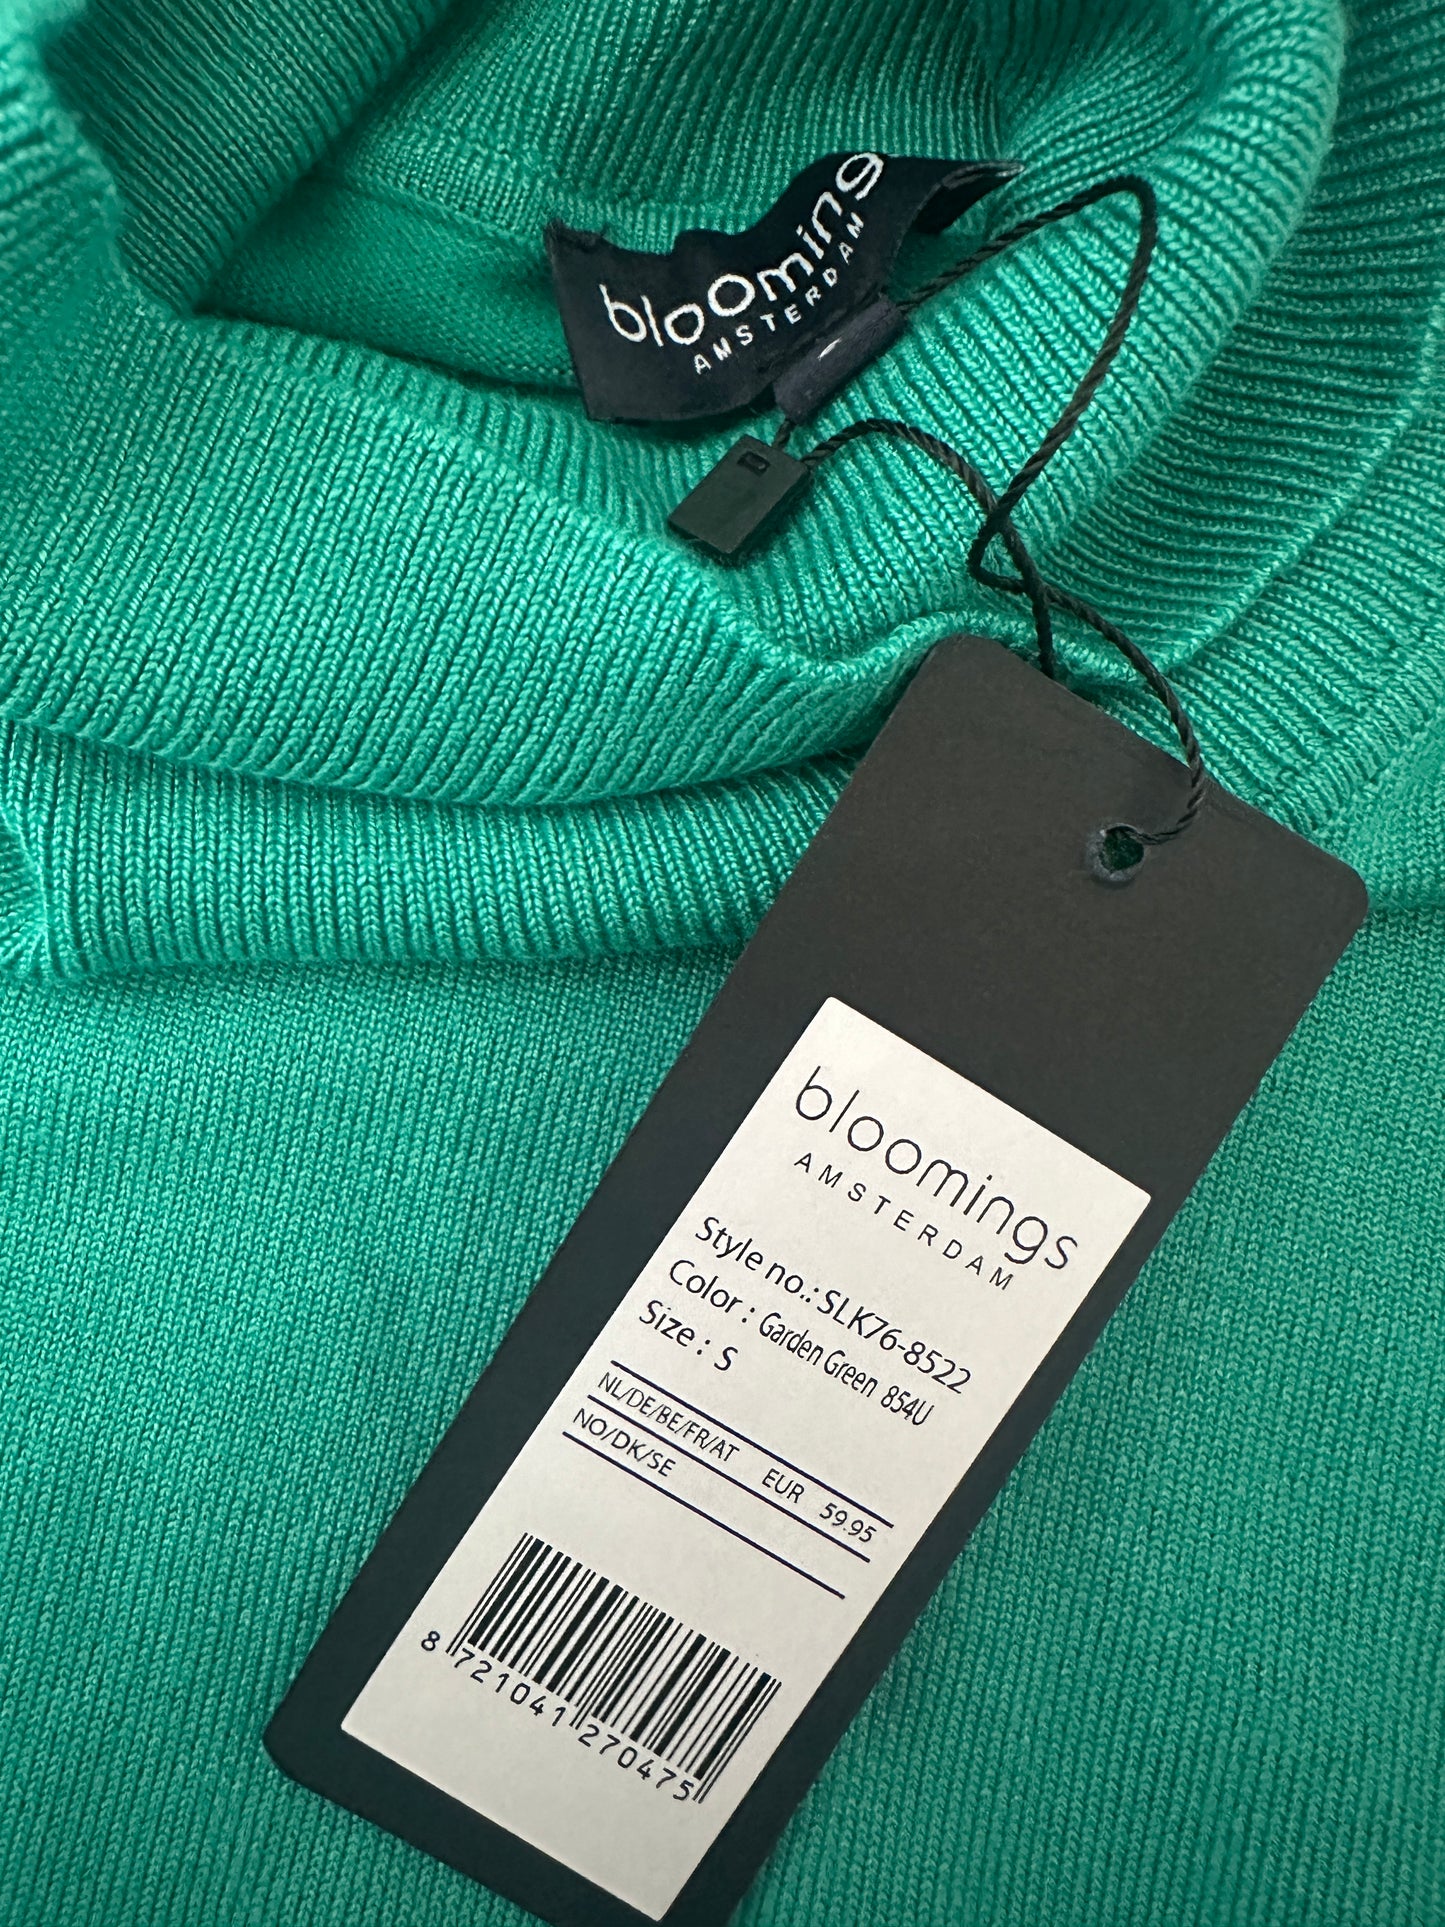 blooming
AMSTERDAM
bloomings
AMSTERDAM
Style no.: SLK76-8522
Color : Garden Green 854U
Size : S
NL/DE/BE/FR/AT EUR 59.95
NO/DK/SE
8 721041 270475